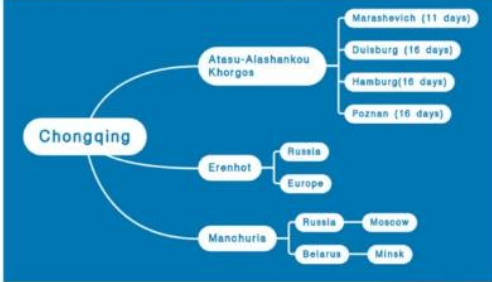 Chongqing
Atasu-Alashankou
Khorgos
Marashevich (11 days)
Duisburg (16 days)
Hamburg(16 days)
Poznan (16 days)
Erenhot
Russia
Europe
Manchuria
Russia
Moscow
Belarus
Minsk